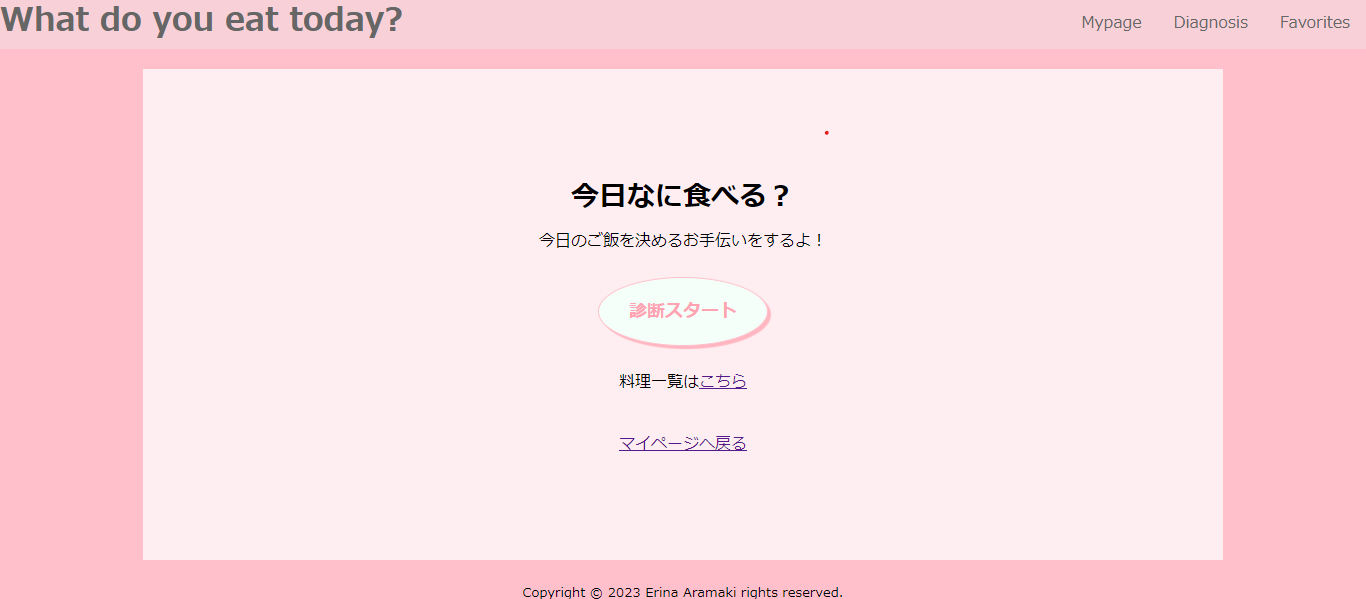 What do you eat today?
Mypage Diagnosis Favorites
今日なに食べる？
今日のご飯を決めるお手伝いをするよ！
診断スタート
料理一覧はこちら
マイページへ戻る
Copyright © 2023 Erina Aramaki rights reserved.